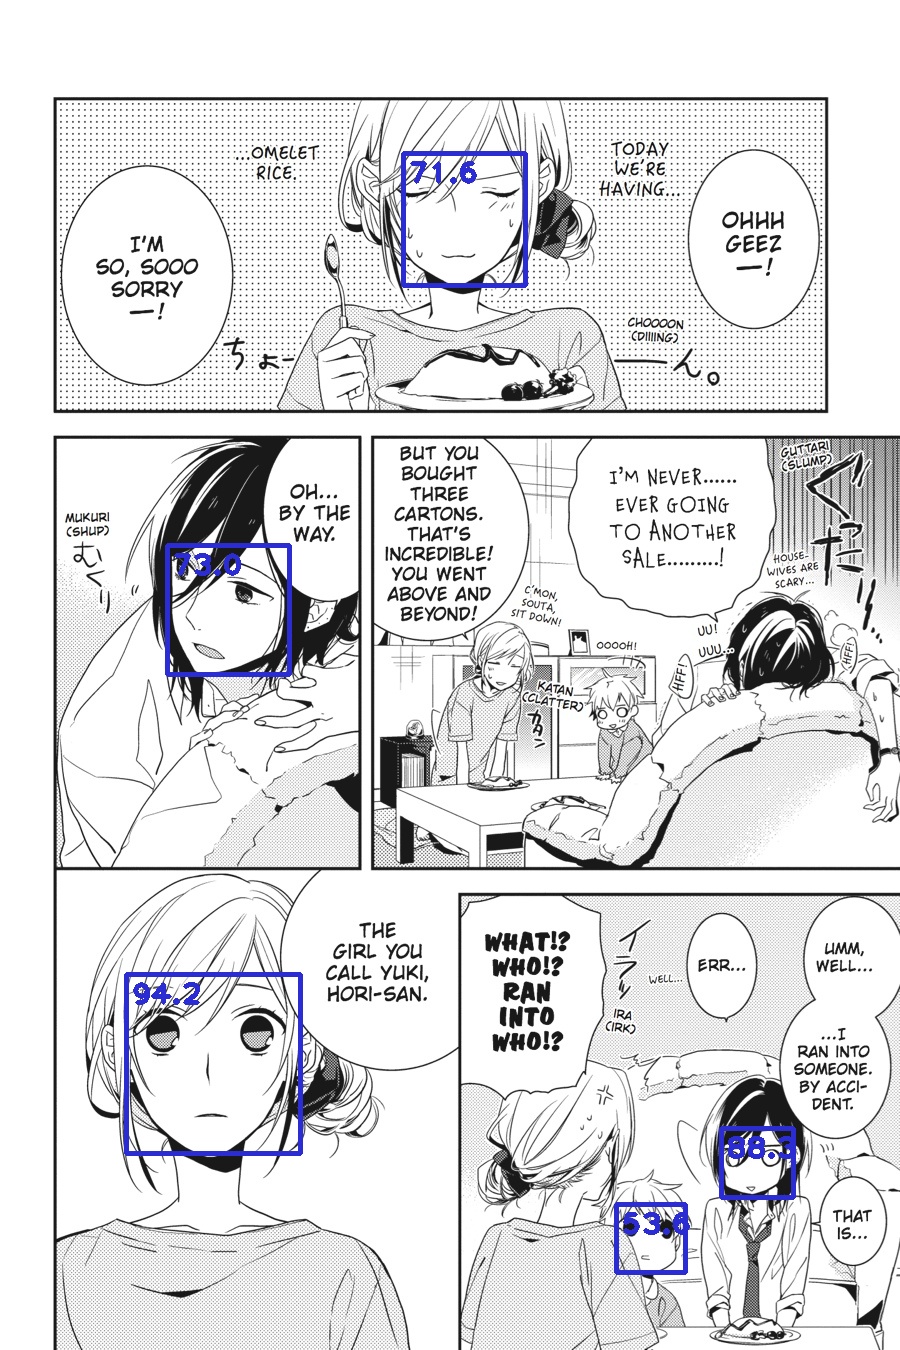 OHHH
GEEZ
—!
TODAY
WE'RE
HAVING...
...OMELET
RICE.
I'M
SO, SOOO
SORRY
—!
CHOOOON
(DIIIING)
ちょーーん。
GUTTARI
(SLUMP)
ぐったり...
I'M NEVER......
EVER GOING
TO ANOTHER
SALE.........!
HOUSE-
WIVES ARE
SCARY...
UU!
UUU...
HFF!
HFF!
BUT YOU
BOUGHT
THREE
CARTONS.
THAT'S
INCREDIBLE!
YOU WENT
ABOVE AND
BEYOND!
C'MON,
SOUTA,
SIT DOWN!
OOOOH!
KATAN
(CLATTER)
カタン
OH...
BY THE
WAY.
MUKURI
(SHUP)
むくり
71.6
73.0
UMM,
WELL...
...I
RAN INTO
SOMEONE.
BY ACCI-
DENT.
ERR...
WELL...
THAT
IS...
IRA
(IRK)
イラッ
WHAT!?
WHO!?
RAN
INTO
WHO!?
88.3
53.6
THE
GIRL YOU
CALL YUKI,
HORI-SAN.
94.2